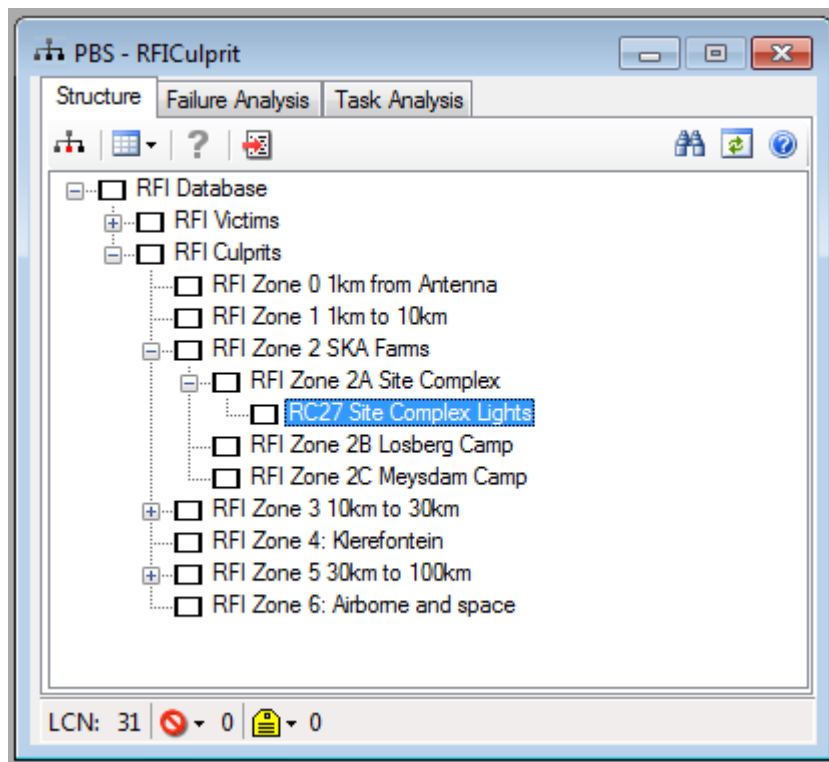 PBS - RFICulprit
Structure Failure Analysis Task Analysis
RFI Database
RFI Victims
RFI Culprits
RFI Zone 0 1km from Antenna
RFI Zone 1 1km to 10km
RFI Zone 2 SKA Farms
RFI Zone 2A Site Complex
RC27 Site Complex Lights
RFI Zone 2B Losberg Camp
RFI Zone 2C Meysdam Camp
RFI Zone 3 10km to 30km
RFI Zone 4: Klerefontein
RFI Zone 5 30km to 100km
RFI Zone 6: Airborne and space
LCN: 31 0 0